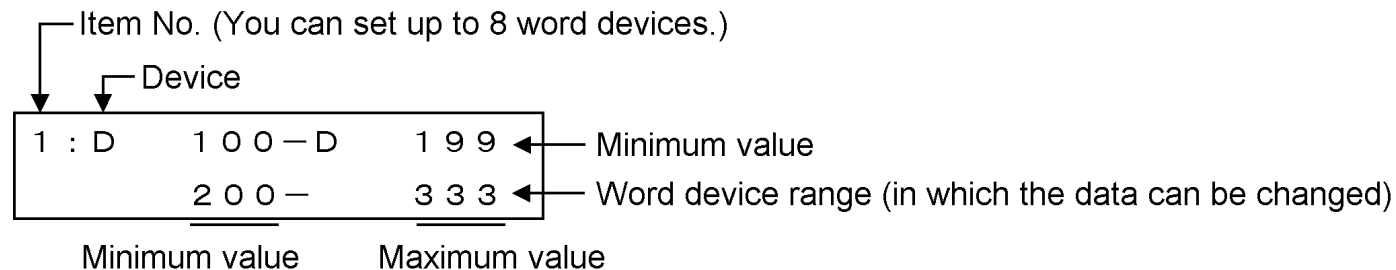 Item No. (You can set up to 8 word devices.)
Device
1 : D 100-D 199 Minimum value
200- 333 Word device range (in which the data can be changed)
Minimum value Maximum value